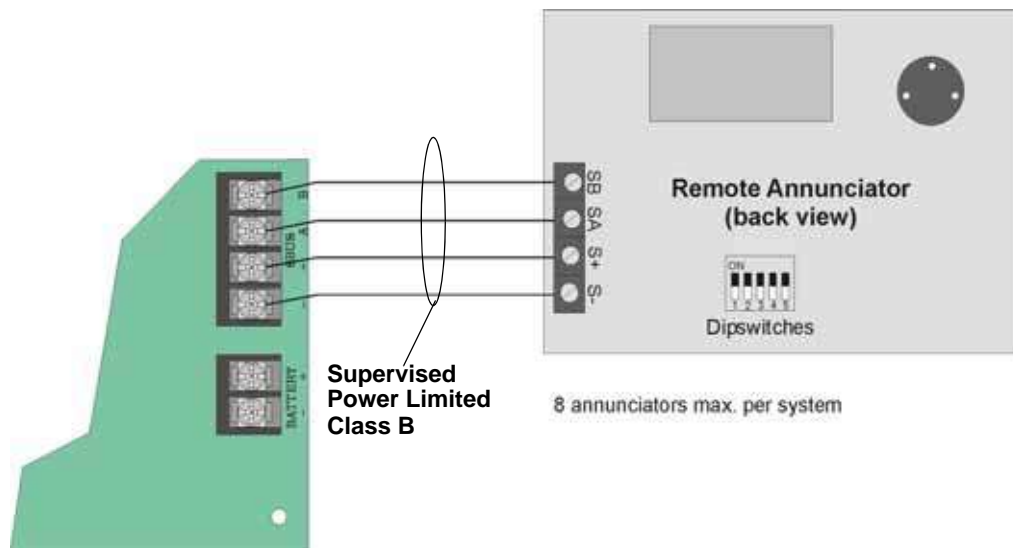 B
A
SBUS
+
-
BATTERY
+
-
Supervised
Power Limited
Class B
SB
SA
S+
S-
Remote Annunciator
(back view)
ON
1 2 3 4 5
Dipswitches
8 annunciators max. per system